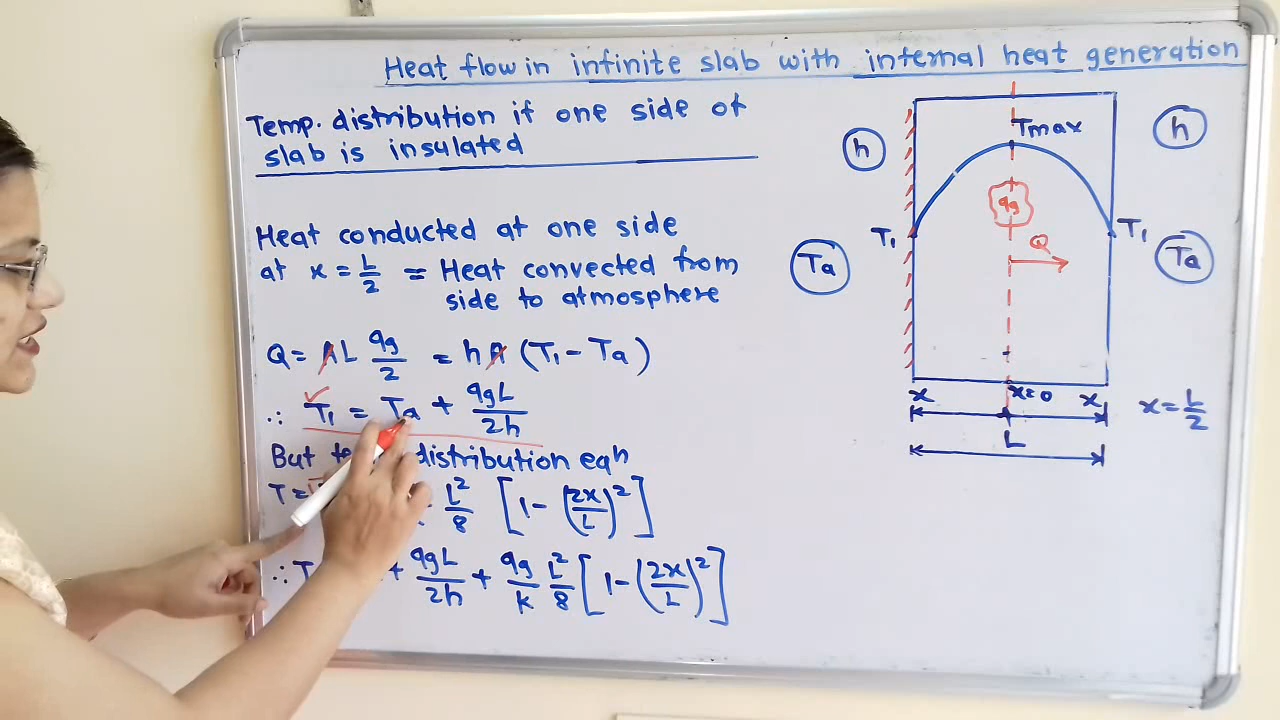 Heat flow in infinite slab with internal heat generation
Temp. distribution if one side of
slab is insulated
Heat conducted at one side
at x = L/2 = Heat convected from
side to atmosphere
Q = AL qg/2 = hA (T1 - Ta)
∴ T1 = Ta + qgL/2h
But distribution eqn
T = L²/8 [1 - (2x/L)²]
∴ T + qgL/2h + qg/k L²/8 [1 - (2x/L)²]
h
h
Tmax
qg
T1
T1
Q
Ta
Ta
x
x=0
x
x = L/2
L